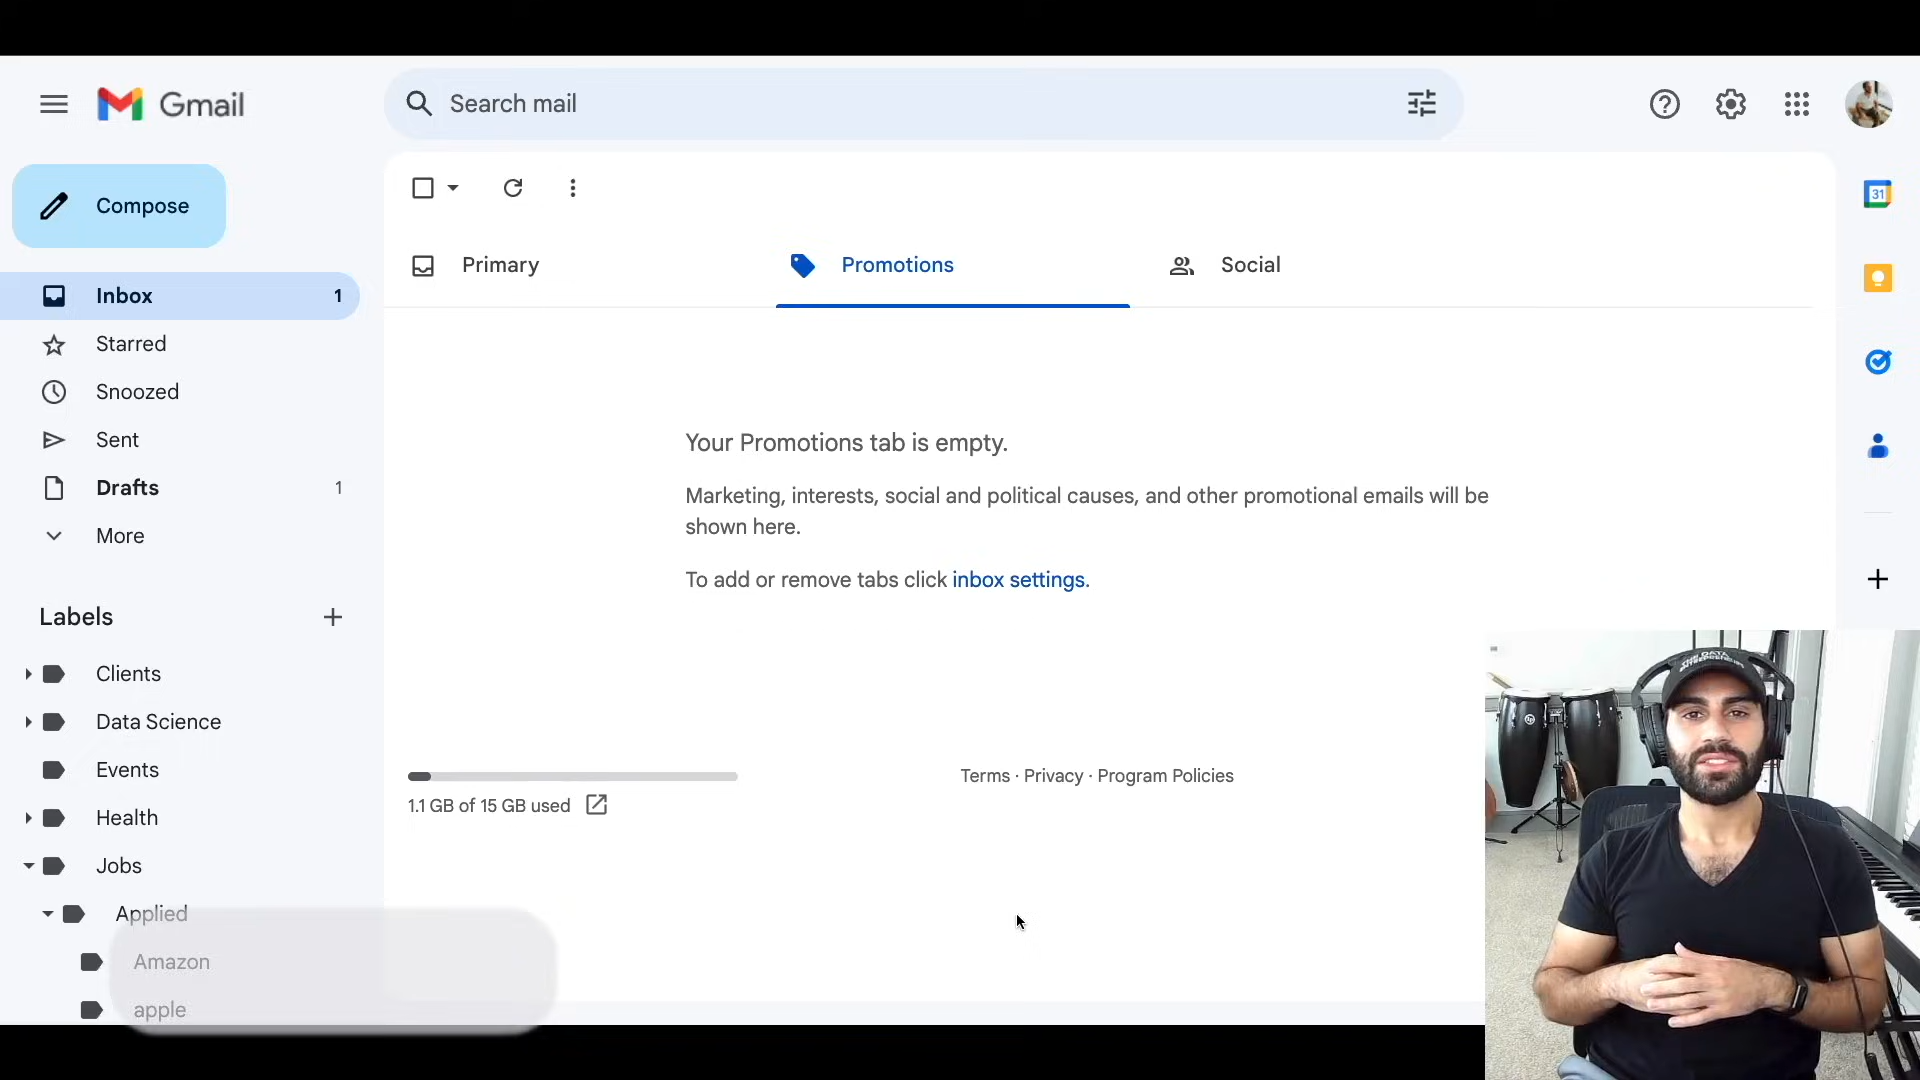 Gmail
Search mail
Compose
Primary
Promotions
Social
Inbox 1
Starred
Snoozed
Sent
Drafts 1
More
Your Promotions tab is empty.
Marketing, interests, social and political causes, and other promotional emails will be
shown here.
To add or remove tabs click inbox settings.
Labels
Clients
Data Science
Events
Health
Jobs
Applied
Amazon
apple
1.1 GB of 15 GB used
Terms · Privacy · Program Policies
31
THE DATA
ENTREPRENEURS